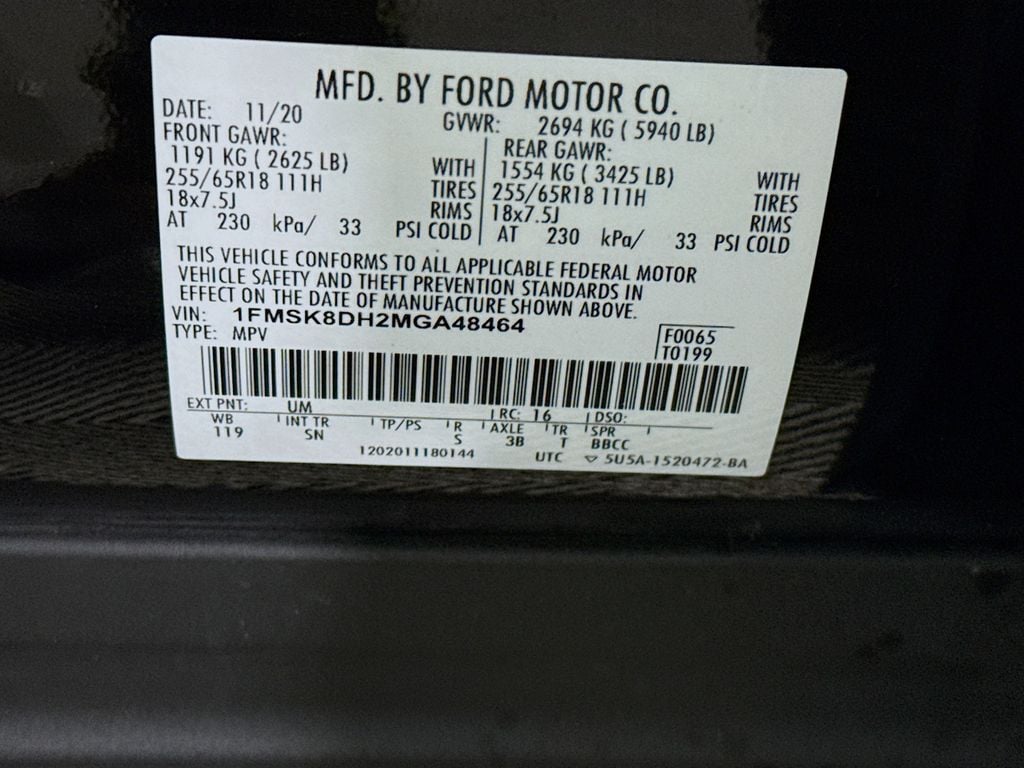 MFD. BY FORD MOTOR CO.
DATE: 11/20 GVWR: 2694 KG ( 5940 LB)
FRONT GAWR: REAR GAWR:
1191 KG ( 2625 LB) WITH 1554 KG ( 3425 LB) WITH
255/65R18 111H TIRES 255/65R18 111H TIRES
18x7.5J RIMS 18x7.5J RIMS
AT 230 kPa/ 33 PSI COLD AT 230 kPa/ 33 PSI COLD
THIS VEHICLE CONFORMS TO ALL APPLICABLE FEDERAL MOTOR
VEHICLE SAFETY AND THEFT PREVENTION STANDARDS IN
EFFECT ON THE DATE OF MANUFACTURE SHOWN ABOVE.
VIN: 1FMSK8DH2MGA48464
TYPE: MPV
F0065
T0199
EXT PNT: UM RC: 16 DSO:
WB INT TR TP/PS R AXLE TR SPR
119 SN S 3B T BBCC
1202011180144 UTC ▽ 5U5A-1520472-BA